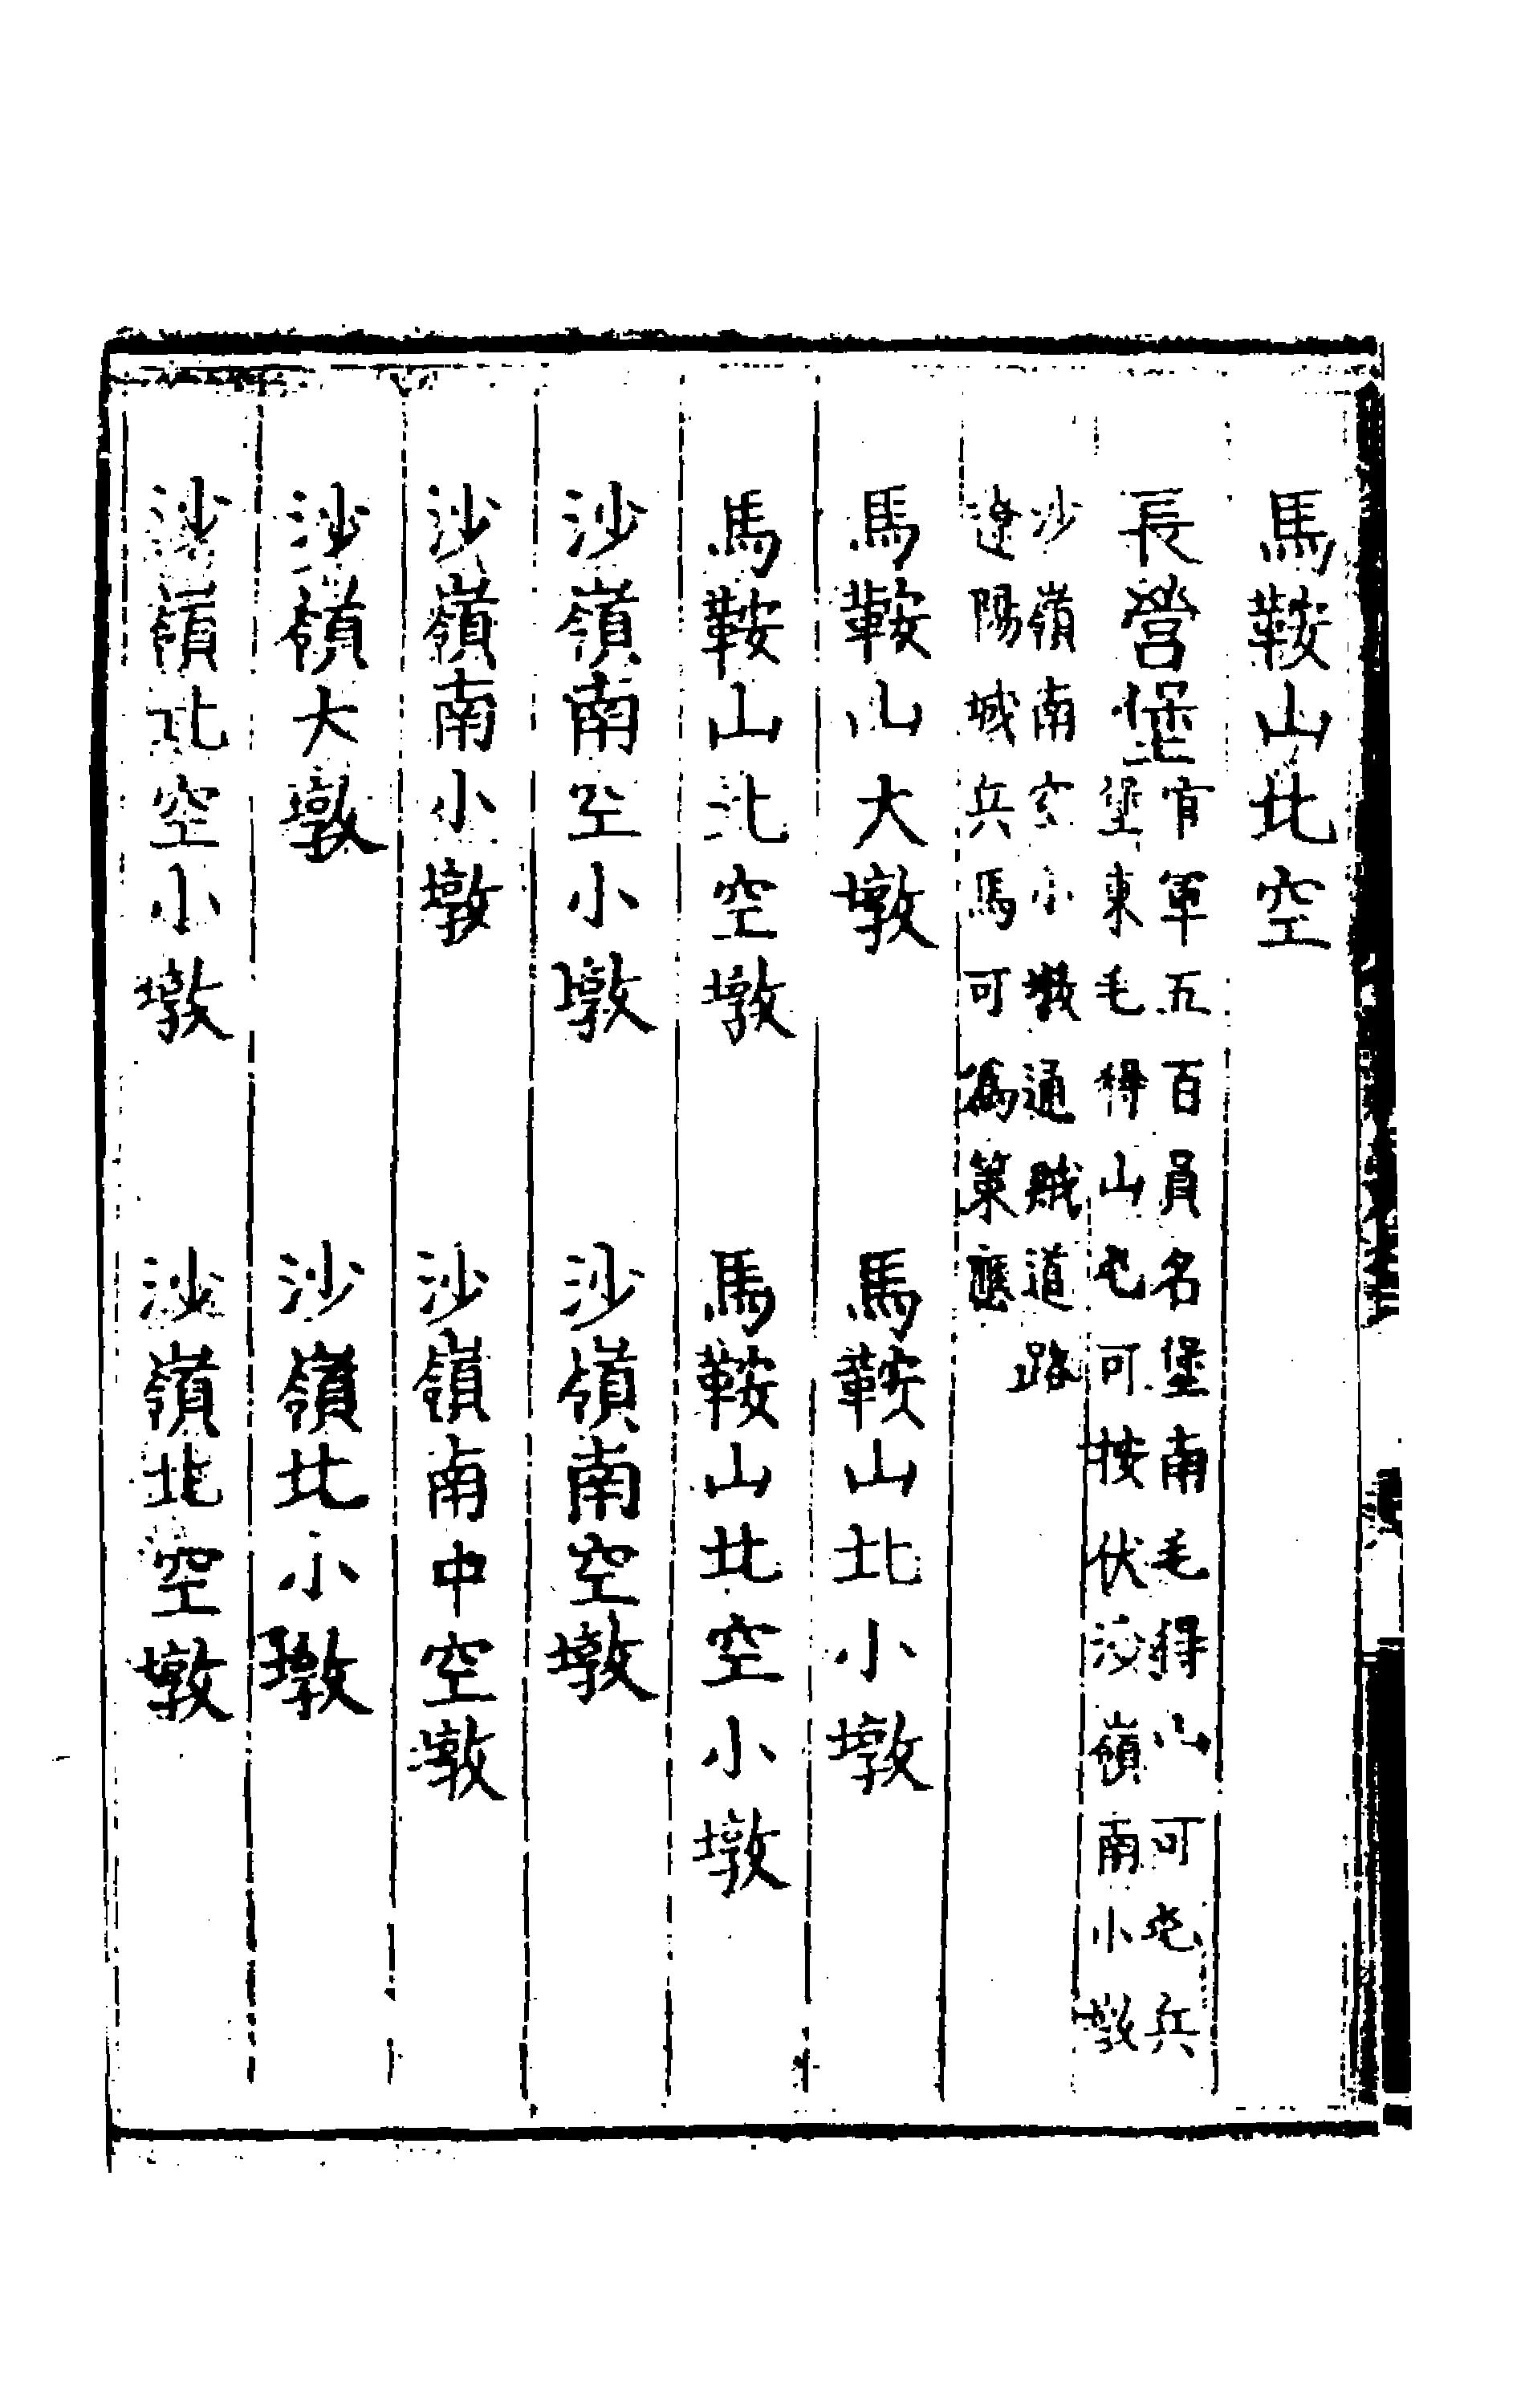 馬鞍山北空
長營堡官軍五百員名堡南毛得山可屯兵
堡東毛得山屯可按伏沙嶺南小墩
沙嶺南空小墩通賊道路
遼陽城兵馬可為策應
馬鞍山大墩　馬鞍山北小墩
馬鞍山北空墩　馬鞍山北空小墩
沙嶺南空小墩　沙嶺南空墩
沙嶺南小墩　沙嶺南中空墩
沙嶺大墩　沙嶺北小墩
沙嶺北空小墩　沙嶺北空墩